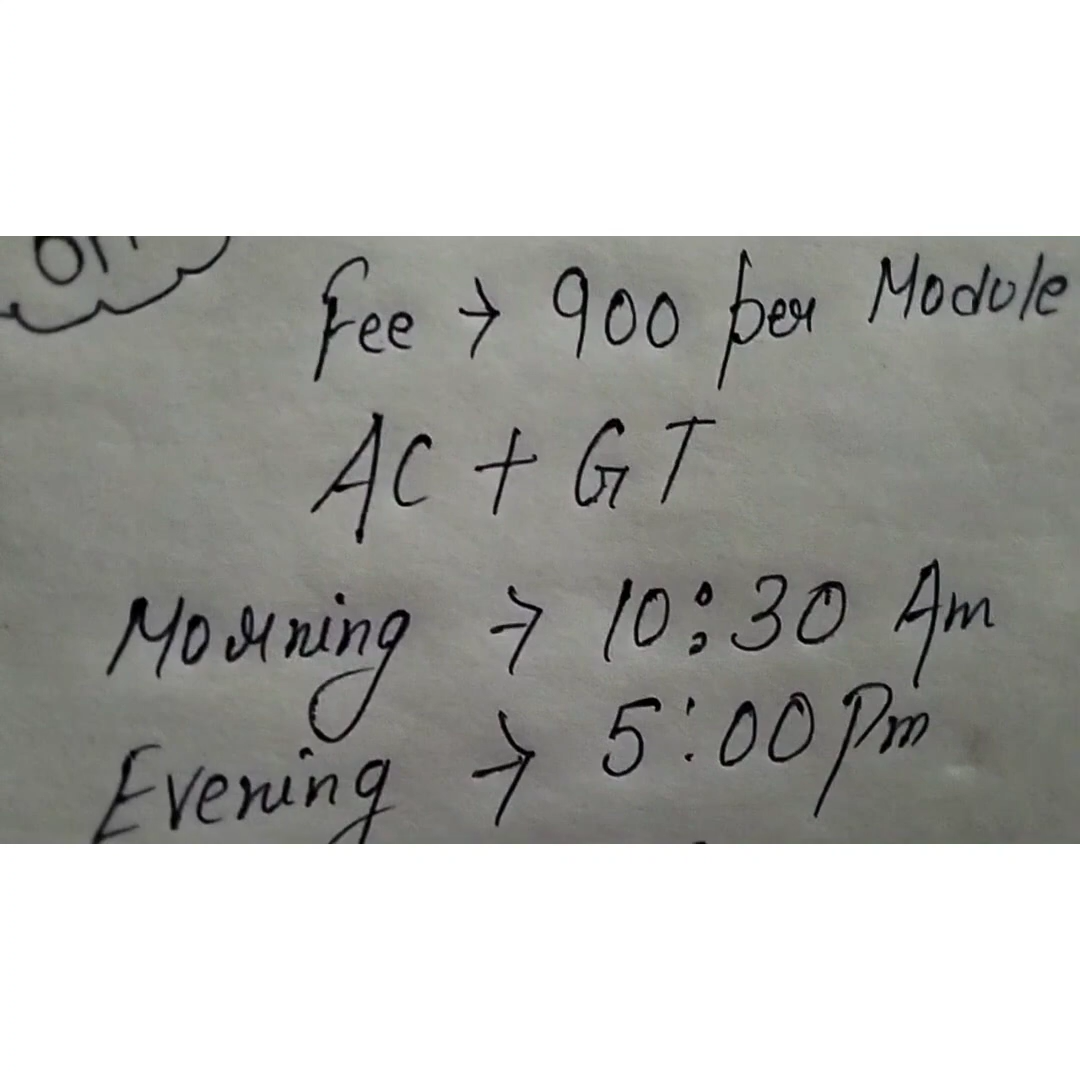 Fee → 900 per Module
AC + GT
Morning → 10:30 Am
Evening → 5:00 Pm